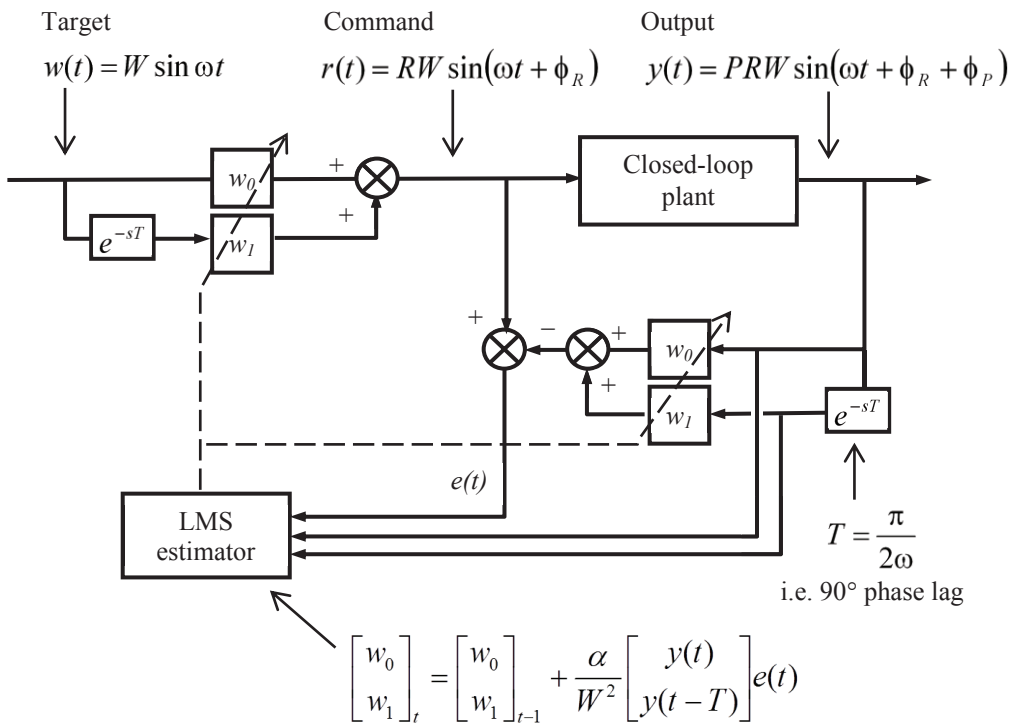 Target Command Output
w(t) = W sin ωt r(t) = RW sin(ωt + ϕ_R) y(t) = PRW sin(ωt + ϕ_R + ϕ_P)
w_0 + Closed-loop
plant
e^{-sT} w_1 +
+ − + w_0
+ w_1 e^{-sT}
e(t)
LMS
estimator
T = π/2ω
i.e. 90° phase lag
[w_0 w_1]_t = [w_0 w_1]_{t−1} + α/W^2 [y(t) y(t − T)] e(t)